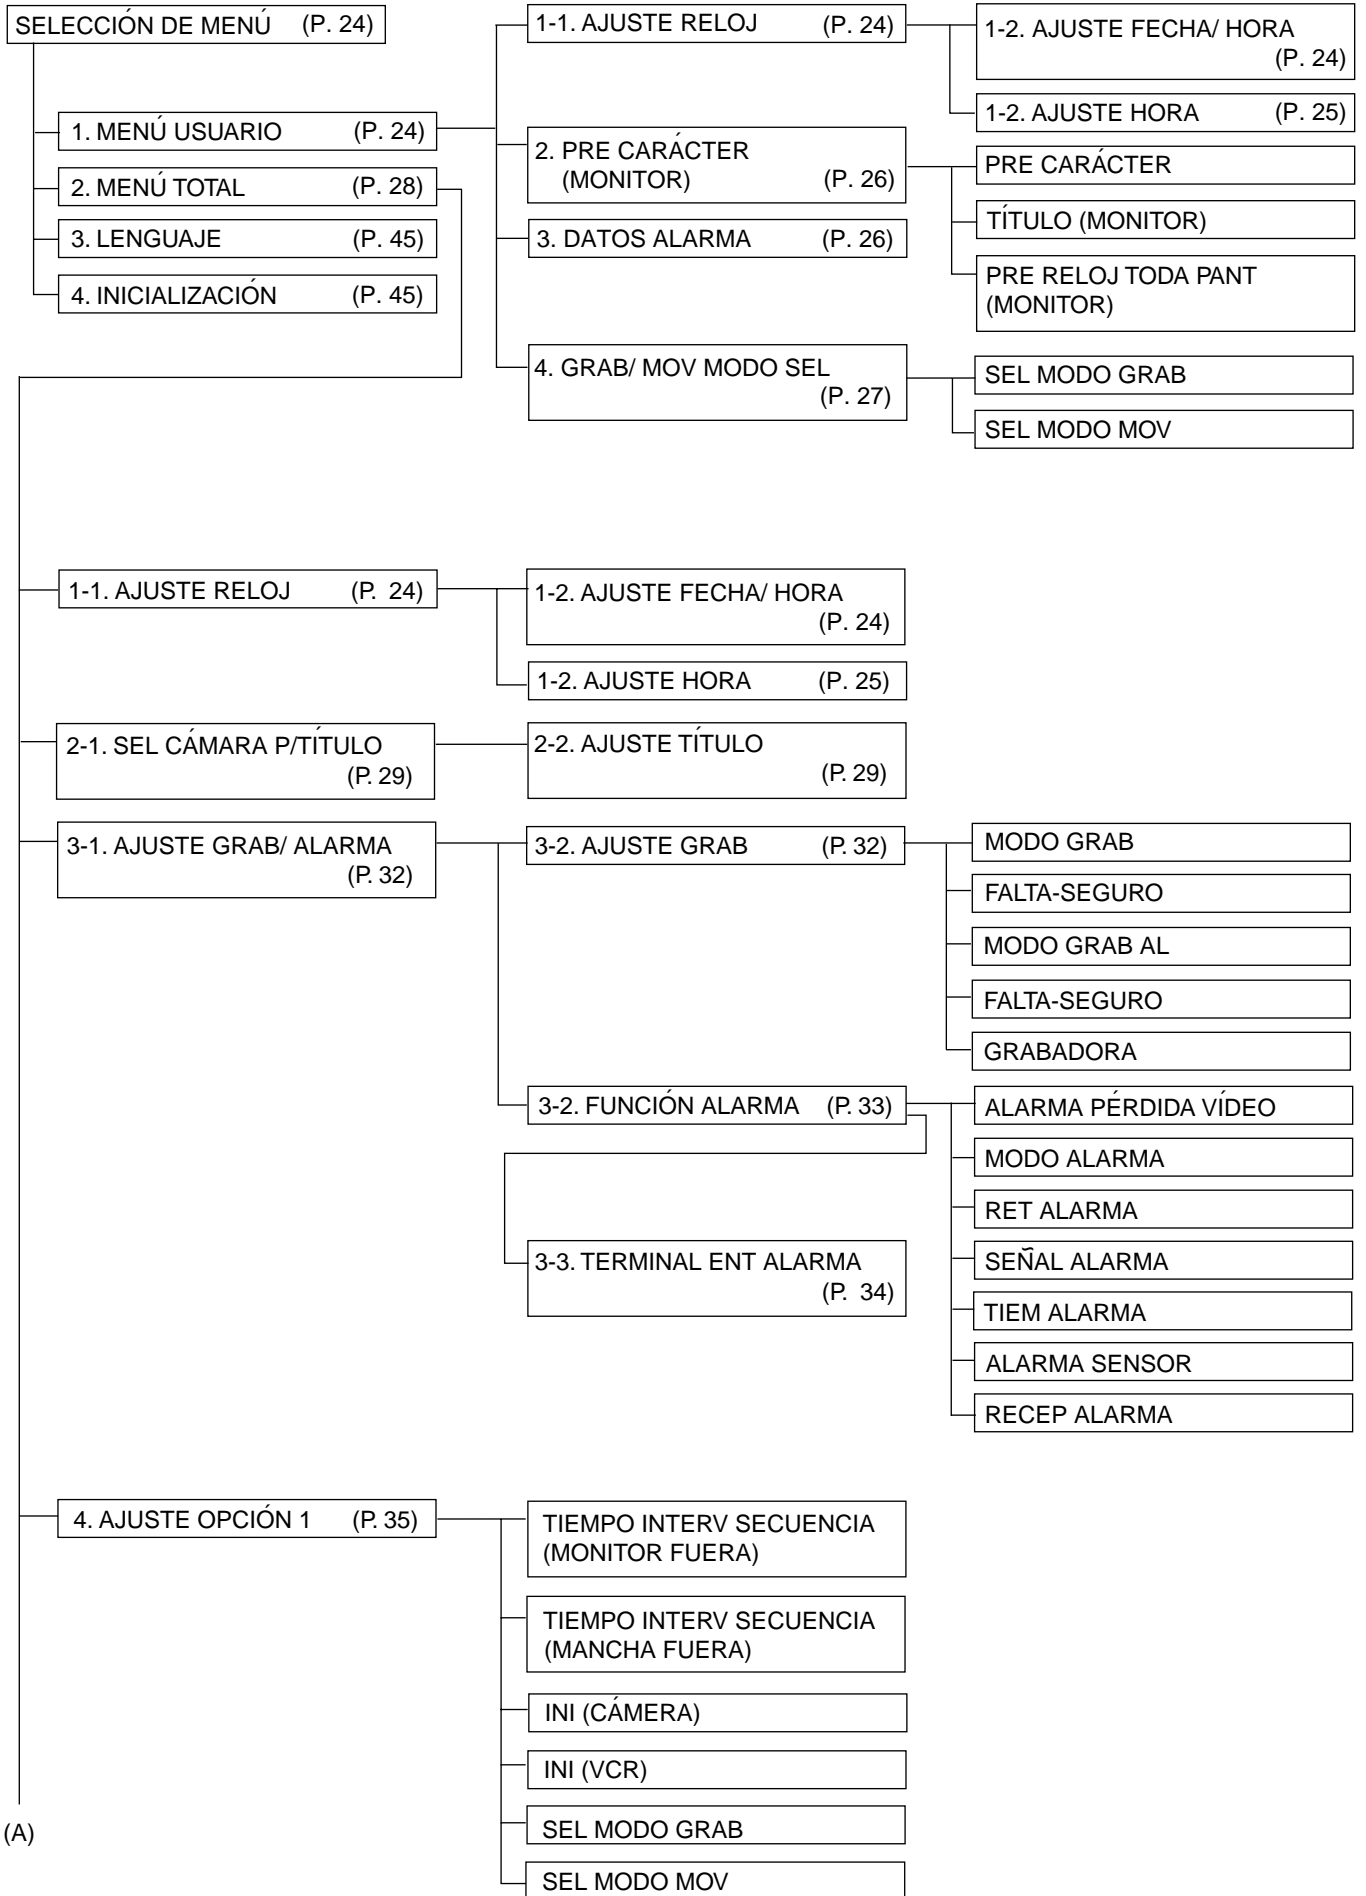 SELECCIÓN DE MENÚ (P. 24)
1. MENÚ USUARIO (P. 24)
2. MENÚ TOTAL (P. 28)
3. LENGUAJE (P. 45)
4. INICIALIZACIÓN (P. 45)
1-1. AJUSTE RELOJ (P. 24)
1-2. AJUSTE FECHA/ HORA
(P. 24)
1-2. AJUSTE HORA (P. 25)
2. PRE CARÁCTER
(MONITOR) (P. 26)
PRE CARÁCTER
TÍTULO (MONITOR)
PRE RELOJ TODA PANT
(MONITOR)
3. DATOS ALARMA (P. 26)
4. GRAB/ MOV MODO SEL
(P. 27)
SEL MODO GRAB
SEL MODO MOV
1-1. AJUSTE RELOJ (P. 24)
1-2. AJUSTE FECHA/ HORA
(P. 24)
1-2. AJUSTE HORA (P. 25)
2-1. SEL CÁMARA P/TÍTULO
(P. 29)
2-2. AJUSTE TÍTULO
(P. 29)
3-1. AJUSTE GRAB/ ALARMA
(P. 32)
3-2. AJUSTE GRAB (P. 32)
MODO GRAB
FALTA-SEGURO
MODO GRAB AL
FALTA-SEGURO
GRABADORA
3-2. FUNCIÓN ALARMA (P. 33)
ALARMA PÉRDIDA VÍDEO
MODO ALARMA
RET ALARMA
SEÑAL ALARMA
TIEM ALARMA
ALARMA SENSOR
RECEP ALARMA
3-3. TERMINAL ENT ALARMA
(P. 34)
4. AJUSTE OPCIÓN 1 (P. 35)
TIEMPO INTERV SECUENCIA
(MONITOR FUERA)
TIEMPO INTERV SECUENCIA
(MANCHA FUERA)
INI (CÁMERA)
INI (VCR)
SEL MODO GRAB
SEL MODO MOV
(A)